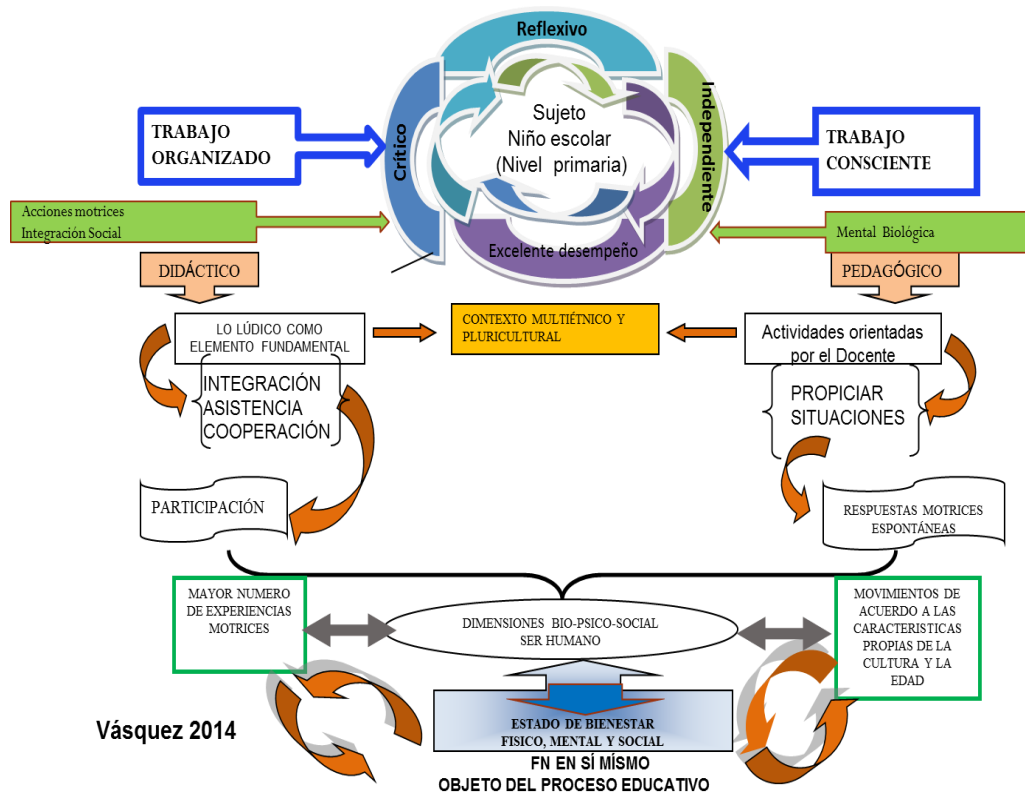 Reflexivo
Crítico
Independiente
Sujeto
Niño escolar
(Nivel primaria)
Excelente desempeño
TRABAJO
ORGANIZADO
TRABAJO
CONSCIENTE
Acciones motrices
Integración Social
Mental Biológica
DIDÁCTICO
PEDAGÓGICO
LO LÚDICO COMO
ELEMENTO FUNDAMENTAL
CONTEXTO MULTIÉTNICO Y
PLURICULTURAL
Actividades orientadas
por el Docente
INTEGRACIÓN
ASISTENCIA
COOPERACIÓN
PROPICIAR
SITUACIONES
PARTICIPACIÓN
RESPUESTAS MOTRICES
ESPONTÁNEAS
MAYOR NUMERO
DE EXPERIENCIAS
MOTRICES
DIMENSIONES BIO-PSICO-SOCIAL
SER HUMANO
MOVIMIENTOS DE
ACUERDO A LAS
CARACTERISTICAS
PROPIAS DE LA
CULTURA Y LA
EDAD
Vásquez 2014
ESTADO DE BIENESTAR
FISICO, MENTAL Y SOCIAL
FN EN SÍ MÍSMO
OBJETO DEL PROCESO EDUCATIVO